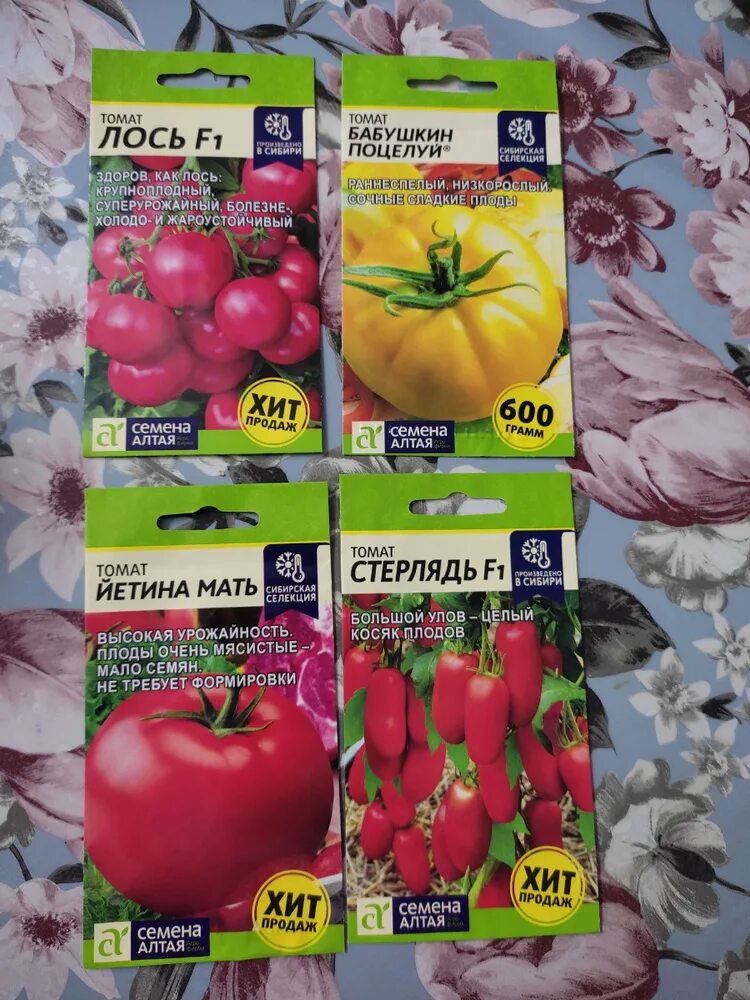 ТОМАТ
ЛОСЬ F1
ПРОИЗВЕДЕНО
В СИБИРИ
ЗДОРОВ, КАК ЛОСЬ:
КРУПНОПЛОДНЫЙ,
СУПЕРУРОЖАЙНЫЙ, БОЛЕЗНЕ-,
ХОЛОДО- И ЖАРОУСТОЙЧИВЫЙ
ХИТ
ПРОДАЖ
СЕМЕНА
АЛТАЯ
ТОМАТ
БАБУШКИН
ПОЦЕЛУЙ®
СИБИРСКАЯ
СЕЛЕКЦИЯ
РАННЕСПЕЛЫЙ, НИЗКОРОСЛЫЙ.
СОЧНЫЕ СЛАДКИЕ ПЛОДЫ
600
ГРАММ
СЕМЕНА
АЛТАЯ
ТОМАТ
ЙЕТИНА МАТЬ
СИБИРСКАЯ
СЕЛЕКЦИЯ
ВЫСОКАЯ УРОЖАЙНОСТЬ.
ПЛОДЫ ОЧЕНЬ МЯСИСТЫЕ –
МАЛО СЕМЯН.
НЕ ТРЕБУЕТ ФОРМИРОВКИ
ХИТ
ПРОДАЖ
СЕМЕНА
АЛТАЯ
ТОМАТ
СТЕРЛЯДЬ F1
ПРОИЗВЕДЕНО
В СИБИРИ
БОЛЬШОЙ УЛОВ – ЦЕЛЫЙ
КОСЯК ПЛОДОВ
ХИТ
ПРОДАЖ
СЕМЕНА
АЛТАЯ